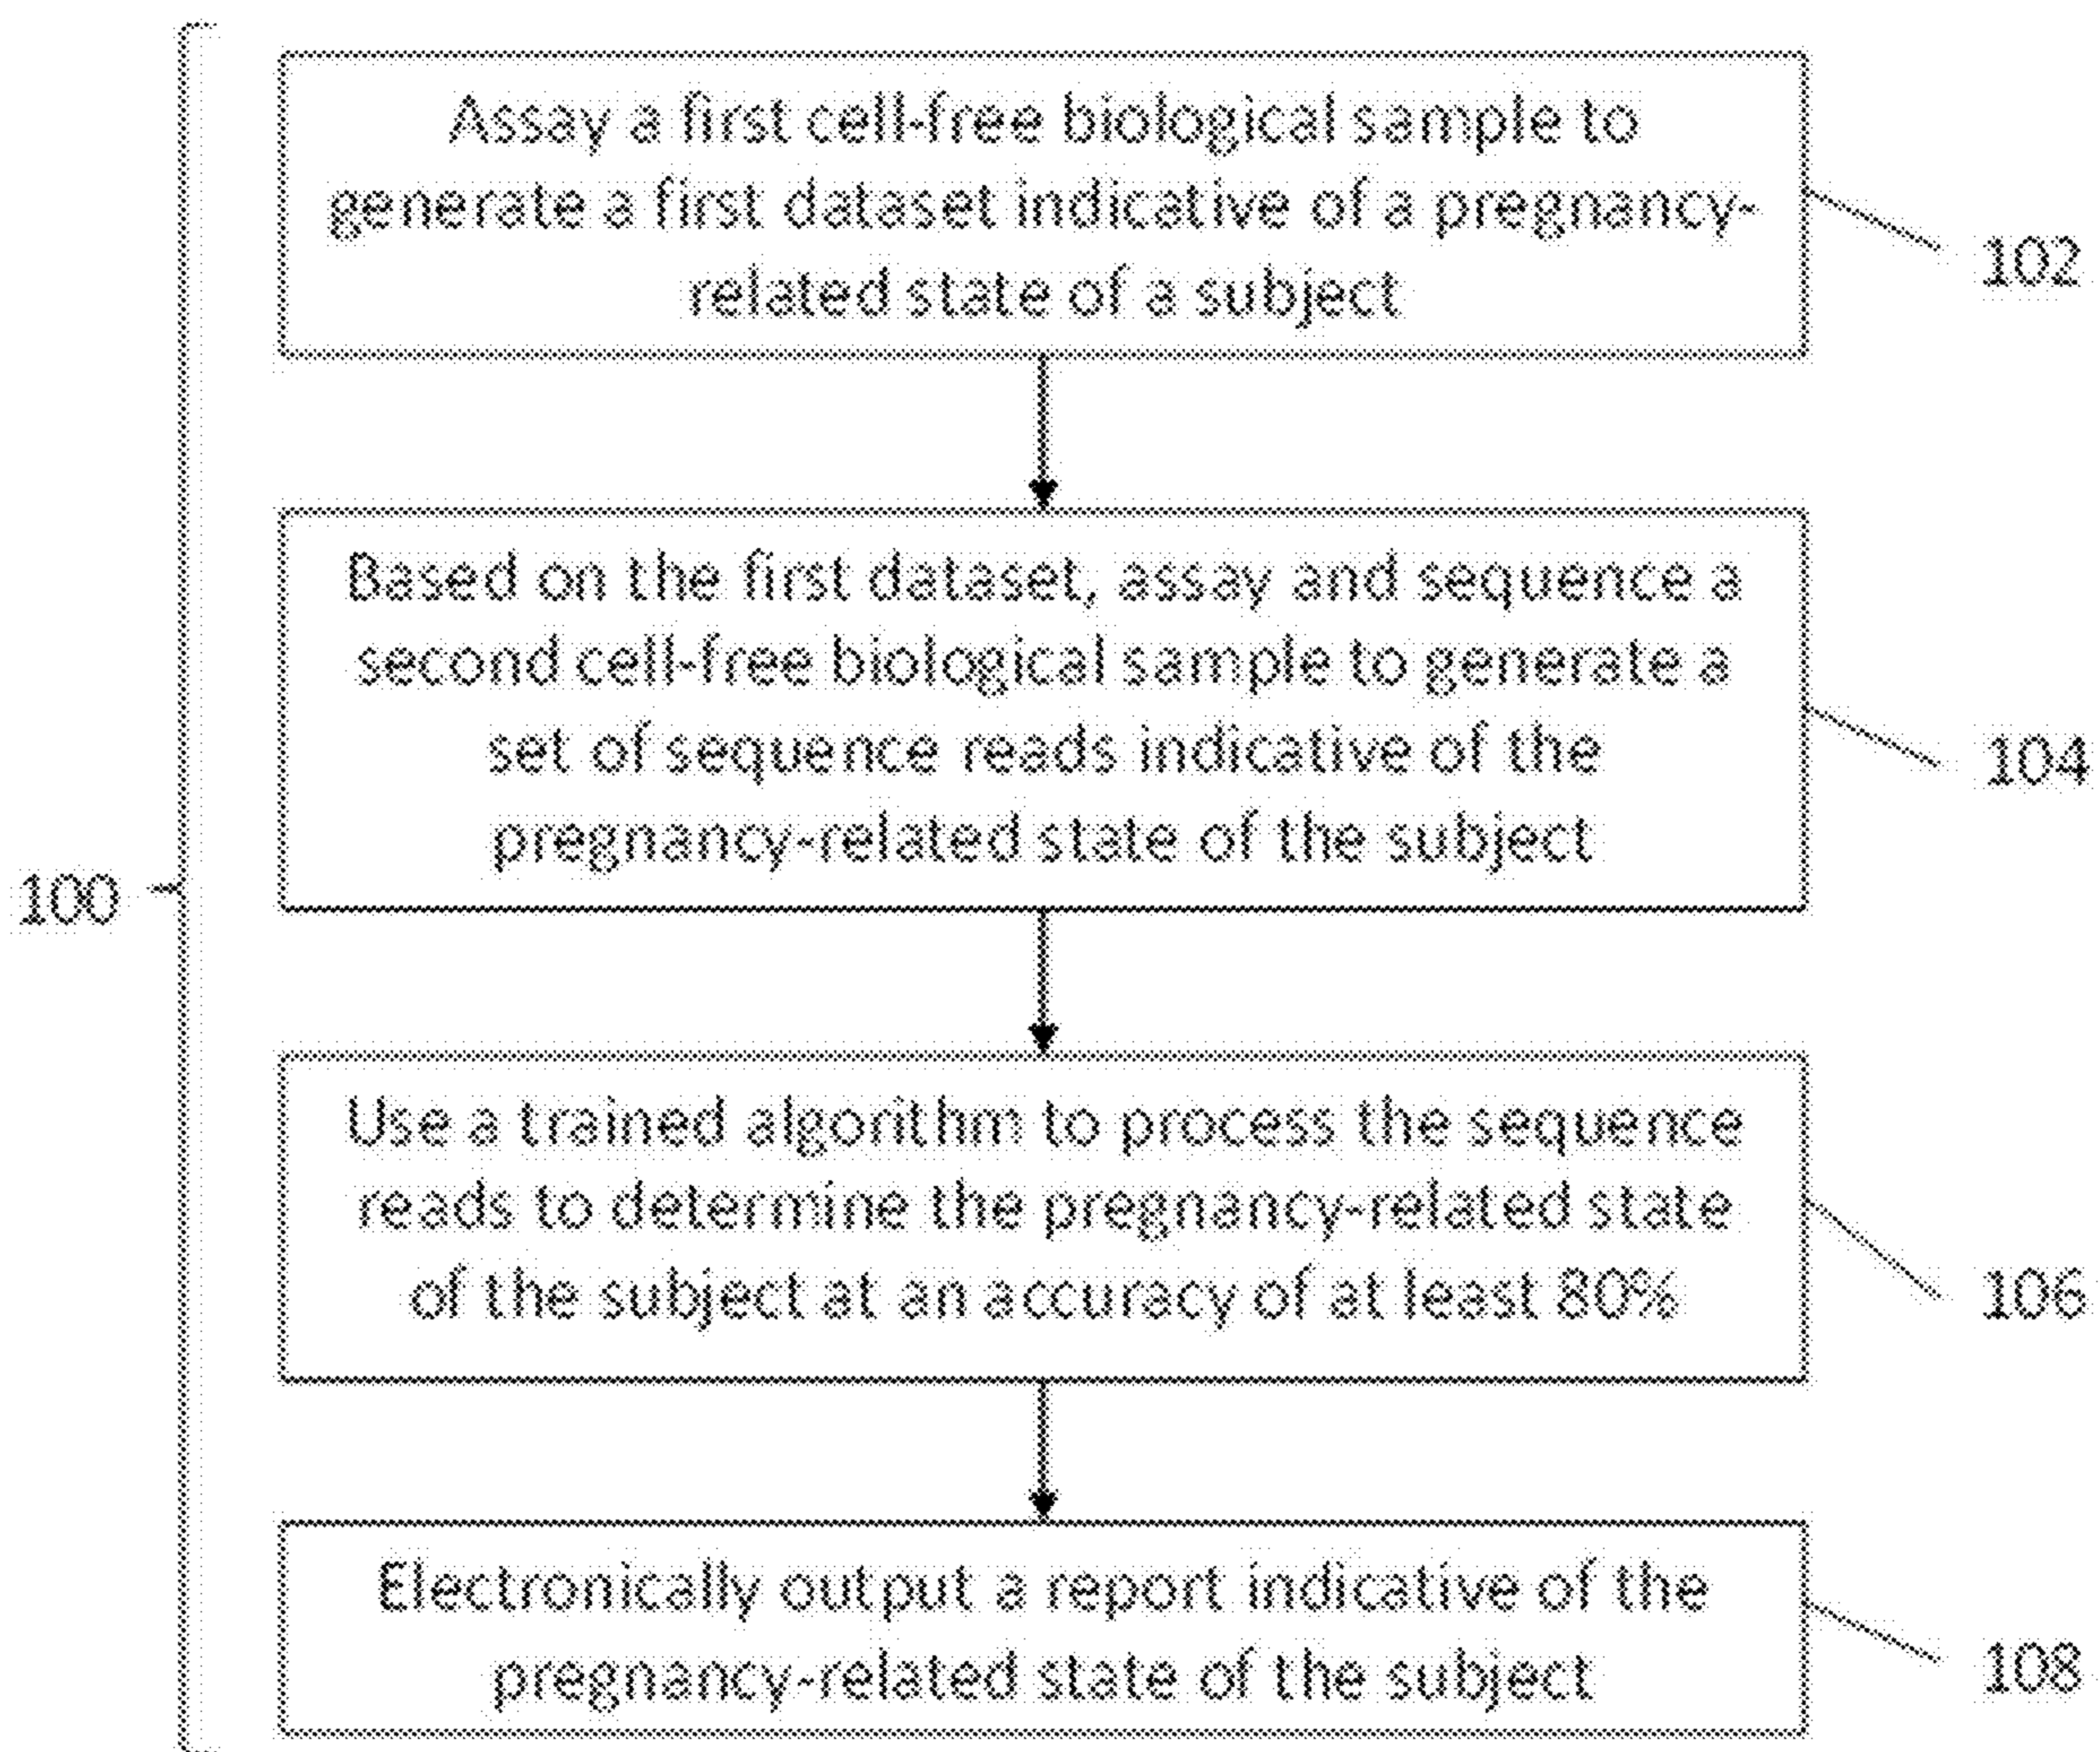 Assay a first cell-free biological sample to
generate a first dataset indicative of a pregnancy-
related state of a subject
102
Based on the first dataset, assay and sequence a
second cell-free biological sample to generate a
set of sequence reads indicative of the
pregnancy-related state of the subject
104
100
Use a trained algorithm to process the sequence
reads to determine the pregnancy-related state
of the subject at an accuracy of at least 80%
106
Electronically output a report indicative of the
pregnancy-related state of the subject
108